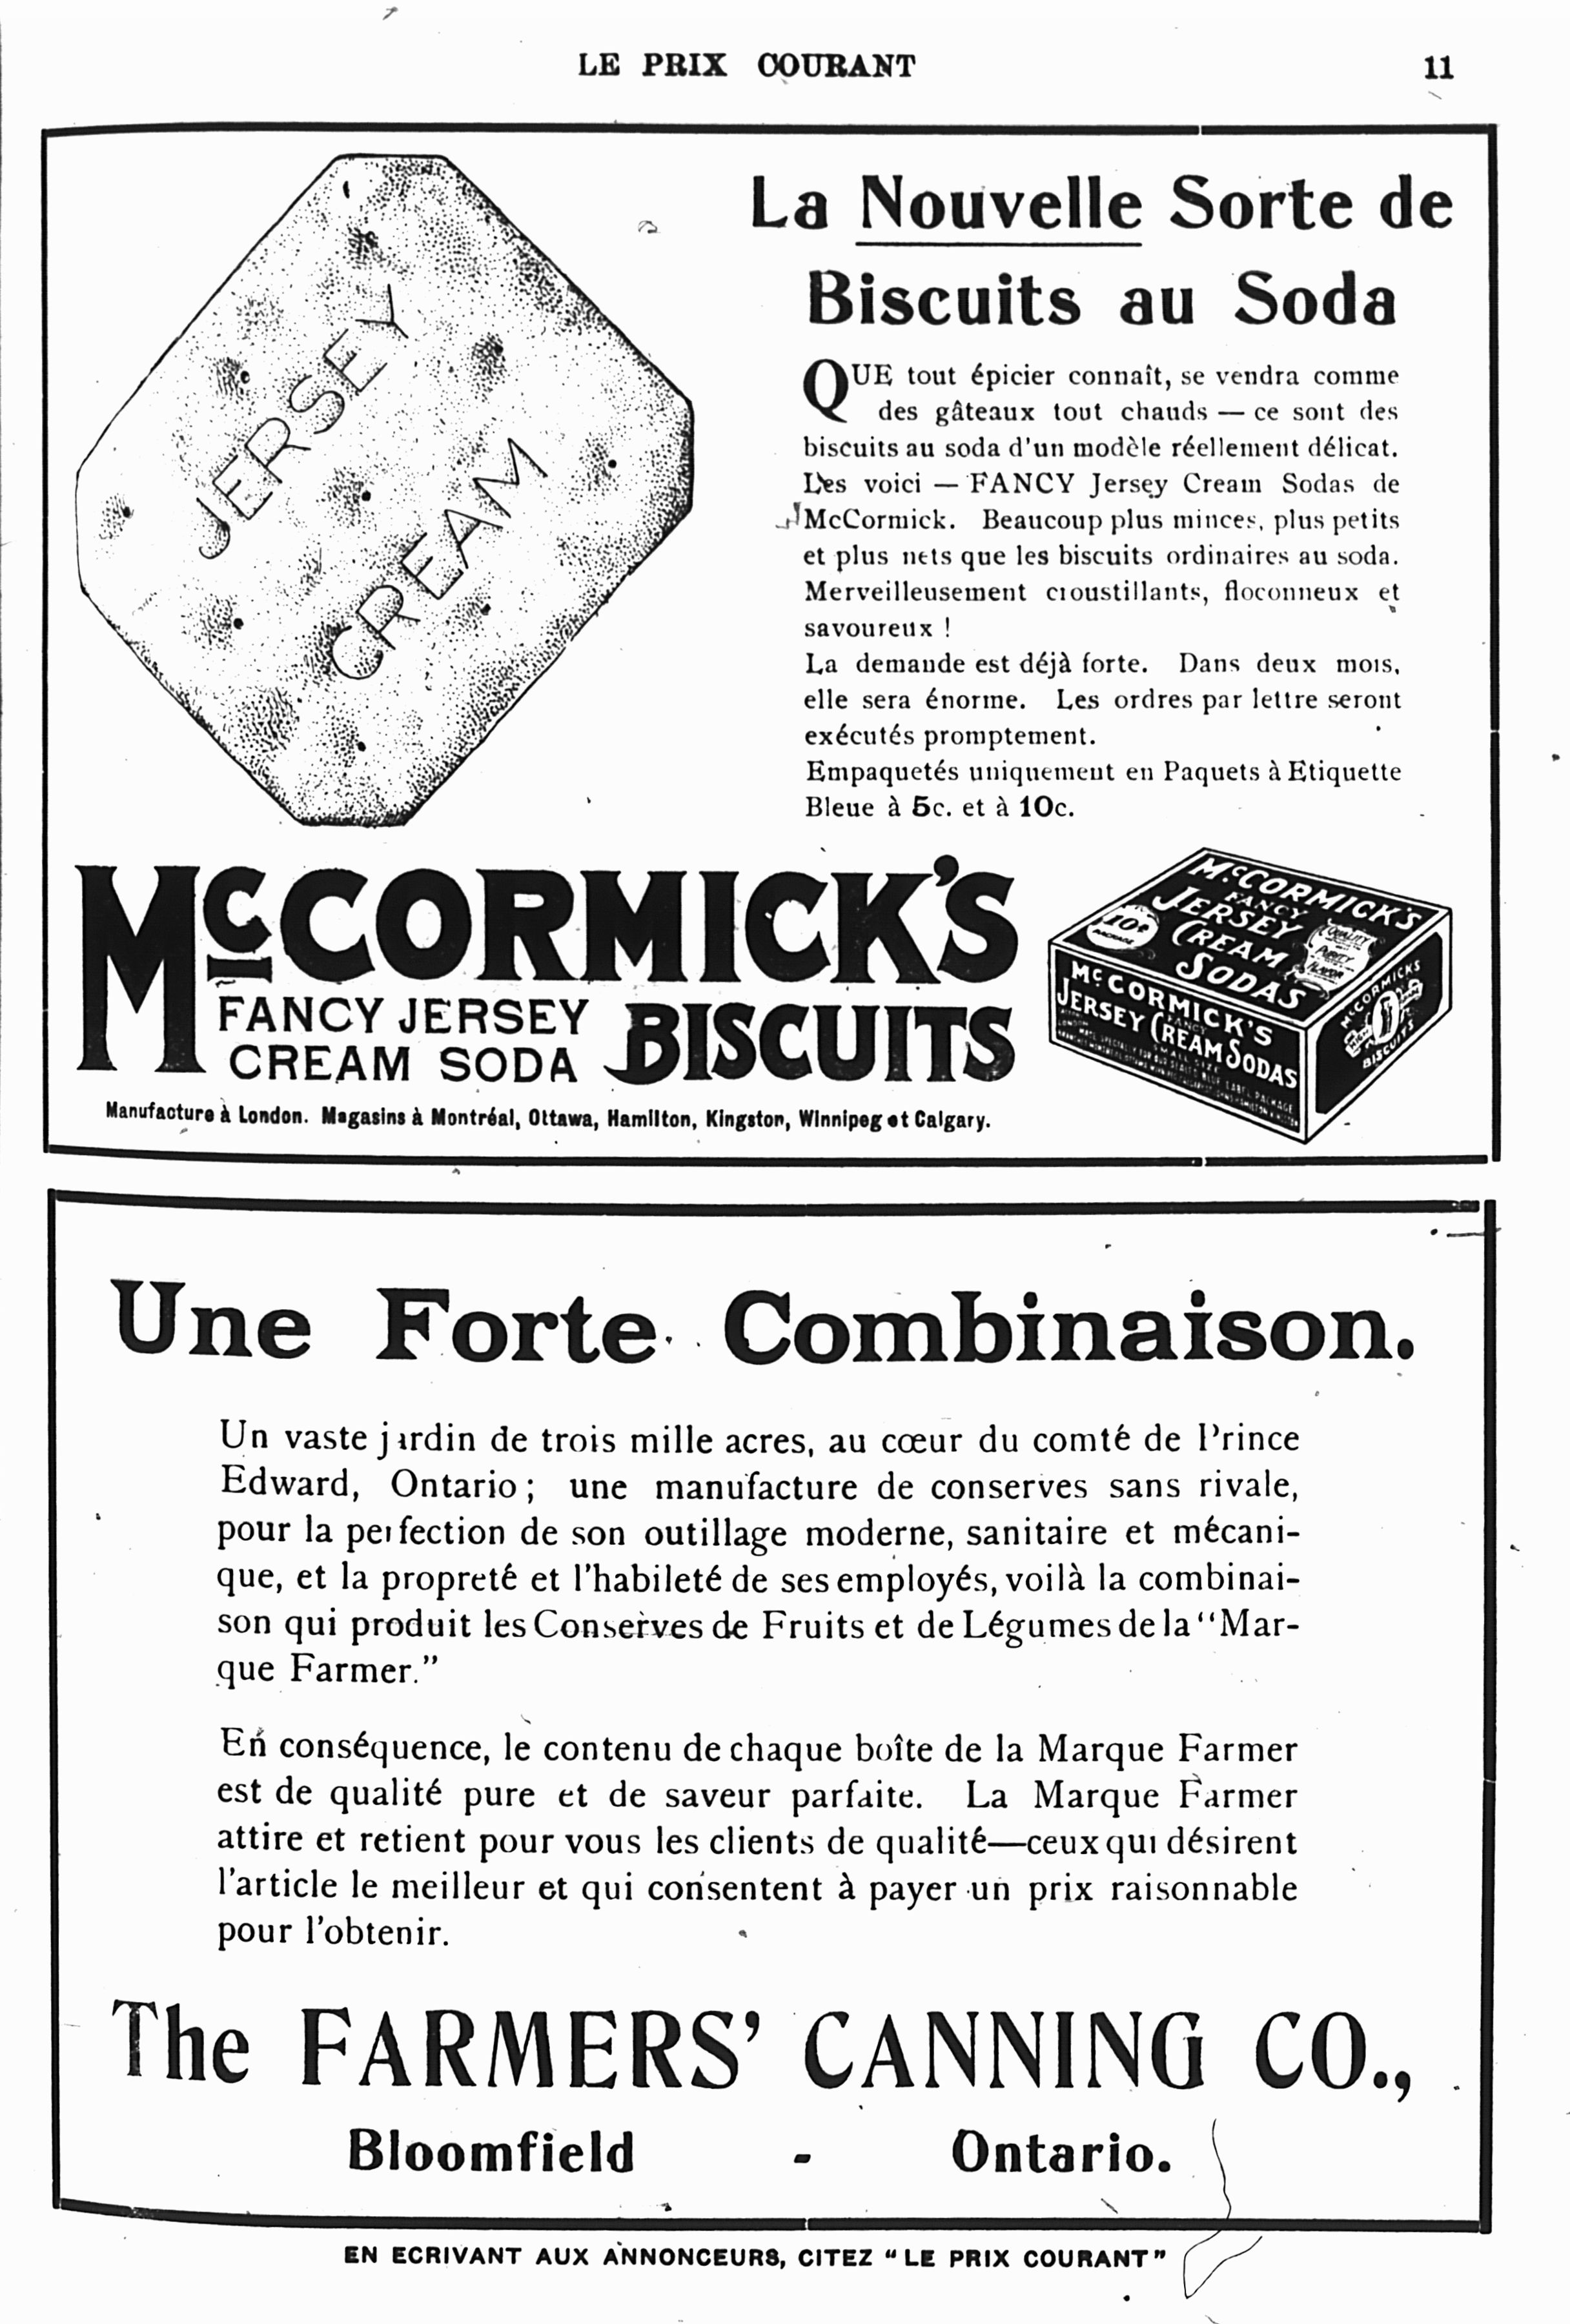 LE PRIX COURANT
11
JERSEY
CREAM
La Nouvelle Sorte de
Biscuits au Soda
QUE tout épicier connaît, se vendra comme
des gâteaux tout chauds — ce sont des
biscuits au soda d'un modèle réellement délicat.
Les voici — FANCY Jersey Cream Sodas de
McCormick. Beaucoup plus minces, plus petits
et plus nets que les biscuits ordinaires au soda.
Merveilleusement croustillants, floconneux et
savoureux !
La demande est déjà forte. Dans deux mois,
elle sera énorme. Les ordres par lettre seront
exécutés promptement.
Empaquetés uniquement en Paquets à Etiquette
Bleue à 5c. et à 10c.
McCORMICK'S
FANCY JERSEY
CREAM SODA
BISCUITS
McCORMICK'S
FANCY
JERSEY
CREAM
SODAS
10¢
PACKAGE
QUALITY
PURITY
FLAVOR
McCORMICK'S
FANCY
JERSEY CREAM SODAS
McCORMICKS
BISCUITS
Manufacture à London. Magasins à Montréal, Ottawa, Hamilton, Kingston, Winnipeg et Calgary.
Une Forte Combinaison.
Un vaste jardin de trois mille acres, au cœur du comté de Prince
Edward, Ontario ; une manufacture de conserves sans rivale,
pour la perfection de son outillage moderne, sanitaire et mécani-
que, et la propreté et l'habileté de ses employés, voilà la combinai-
son qui produit les Conserves de Fruits et de Légumes de la "Mar-
que Farmer."
En conséquence, le contenu de chaque boîte de la Marque Farmer
est de qualité pure et de saveur parfaite. La Marque Farmer
attire et retient pour vous les clients de qualité—ceux qui désirent
l'article le meilleur et qui consentent à payer un prix raisonnable
pour l'obtenir.
The FARMERS' CANNING CO.,
Bloomfield - Ontario.
EN ECRIVANT AUX ANNONCEURS, CITEZ "LE PRIX COURANT"